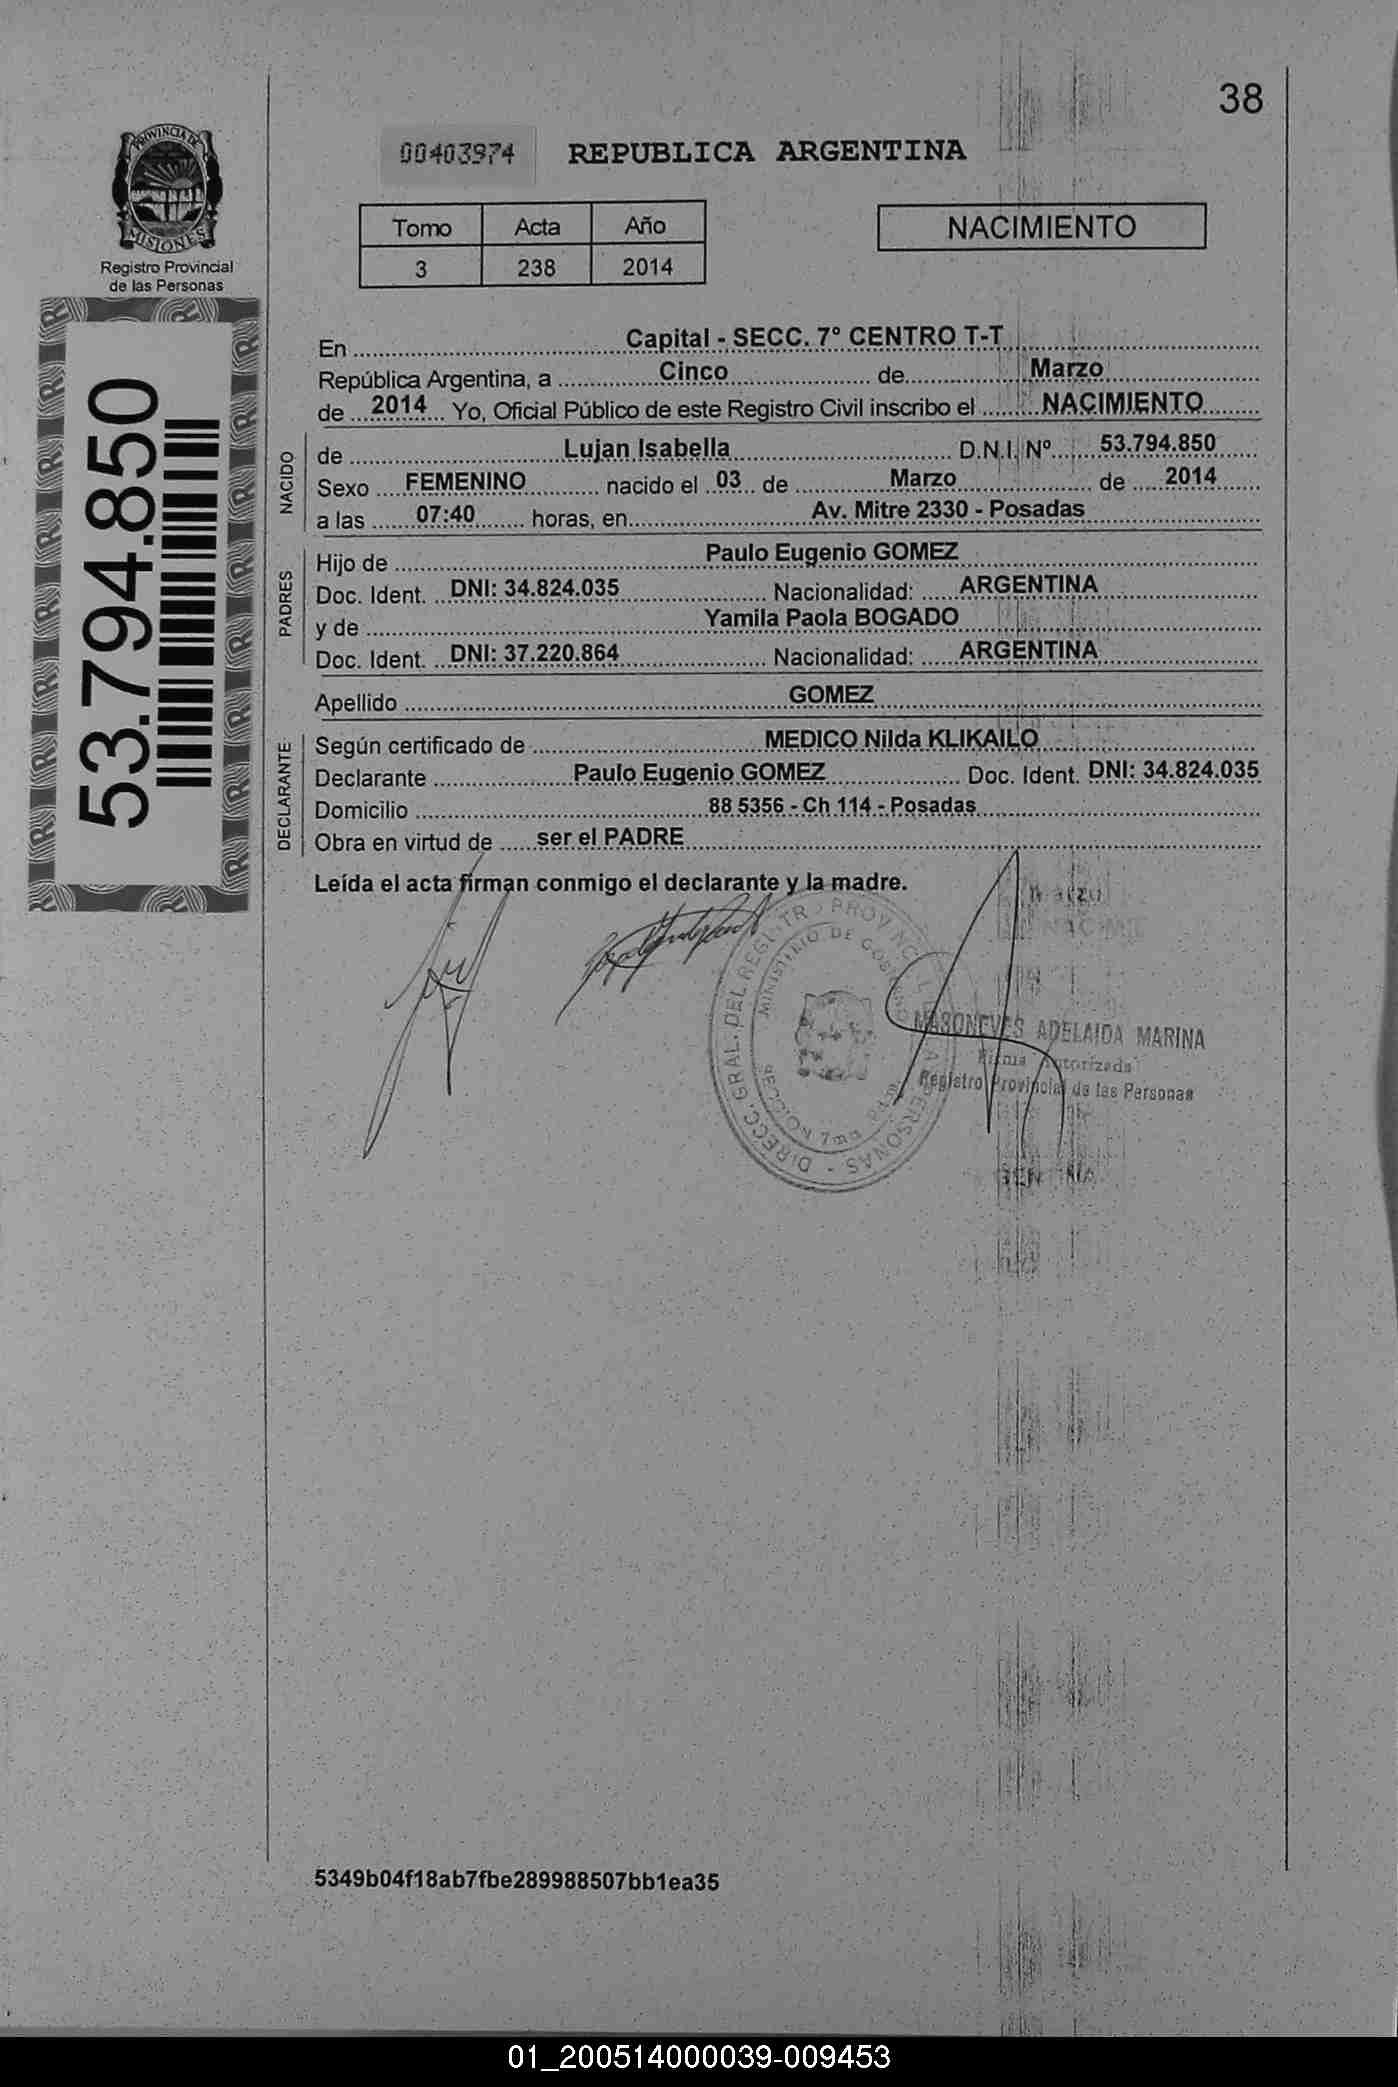 38
PROVINCIA DE
MISIONES
Registro Provincial
de las Personas
53.794.850
00403974 REPUBLICA ARGENTINA
Tomo Acta Año
3 238 2014
NACIMIENTO
En Capital - SECC. 7° CENTRO T-T
República Argentina, a Cinco de Marzo
de 2014 Yo, Oficial Público de este Registro Civil inscribo el NACIMIENTO
NACIDO
de Lujan Isabella D.N.I. Nº 53.794.850
Sexo FEMENINO nacido el 03 de Marzo de 2014
a las 07:40 horas, en Av. Mitre 2330 - Posadas
PADRES
Hijo de Paulo Eugenio GOMEZ
Doc. Ident. DNI: 34.824.035 Nacionalidad: ARGENTINA
y de Yamila Paola BOGADO
Doc. Ident. DNI: 37.220.864 Nacionalidad: ARGENTINA
Apellido GOMEZ
DECLARANTE
Según certificado de MEDICO Nilda KLIKAILO
Declarante Paulo Eugenio GOMEZ Doc. Ident. DNI: 34.824.035
Domicilio 88 5356 - Ch 114 - Posadas
Obra en virtud de ser el PADRE
Leída el acta firman conmigo el declarante y la madre.
MASONEVES ADELAIDA MARINA
Firma Autorizada
Registro Provincial de las Personas
5349b04f18ab7fbe289988507bb1ea35
01_200514000039-009453